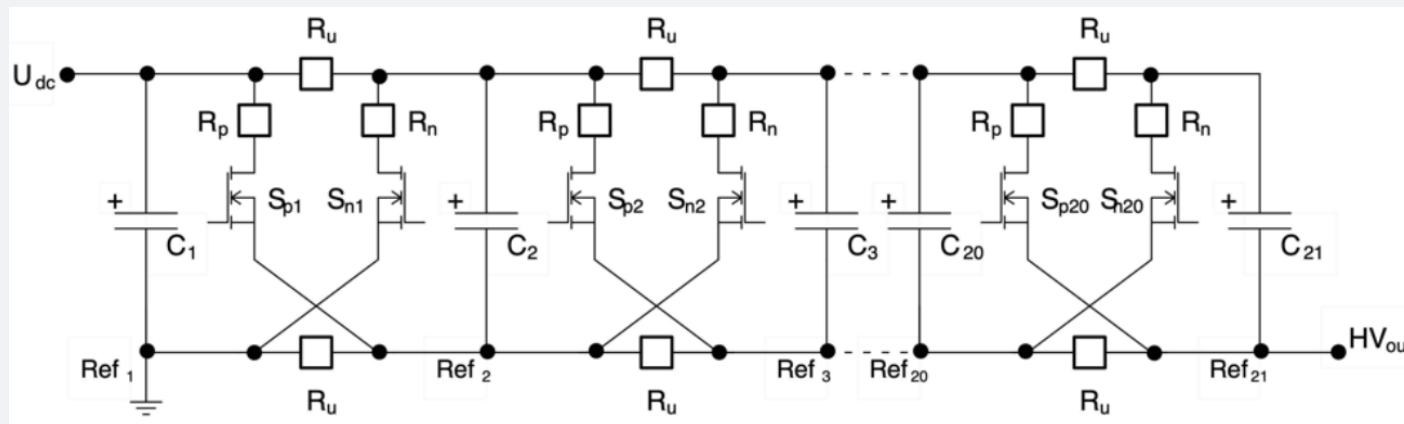 Ru Ru Ru
Udc
Rp Rn Rp Rn Rp Rn
+ Sp1 Sn1 + Sp2 Sn2 + + Sp20 Sn20 +
C1 C2 C3 C20 C21
HVou
Ref1 Ref2 Ref3 Ref20 Ref21
Ru Ru Ru